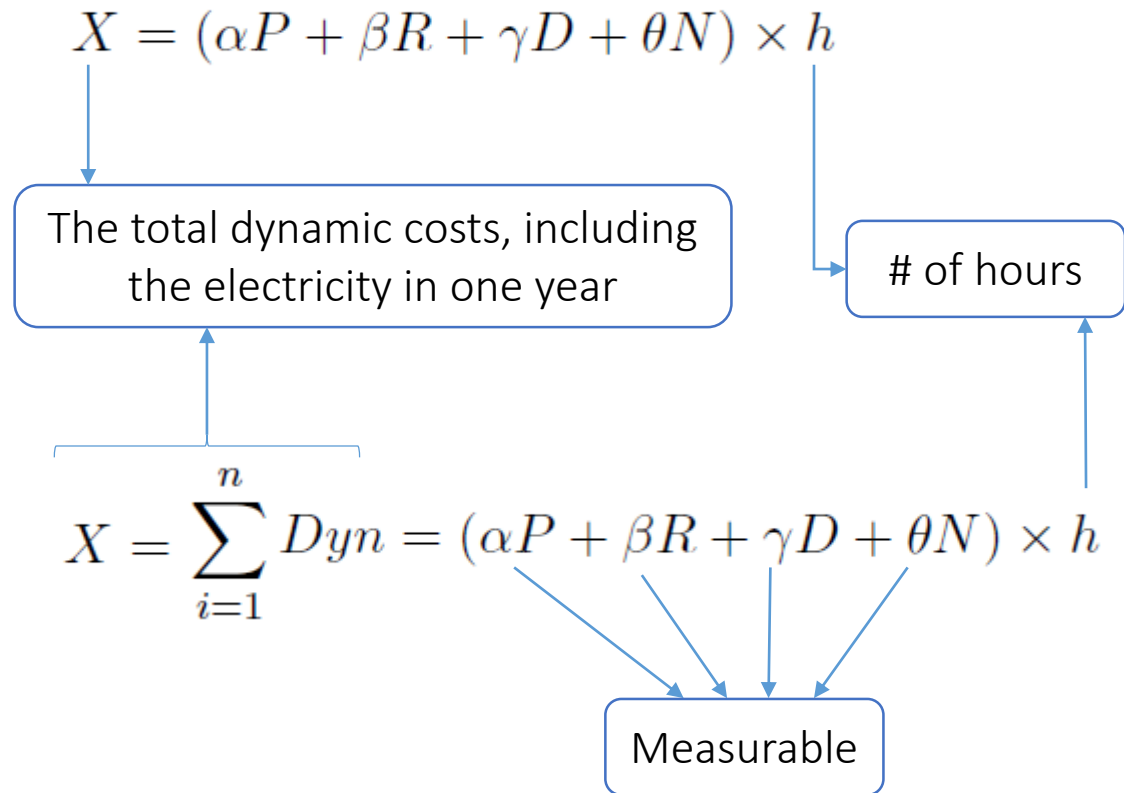 X = (αP + βR + γD + θN) × h
The total dynamic costs, including
the electricity in one year
# of hours
n
X = ∑ Dyn = (αP + βR + γD + θN) × h
i=1
Measurable